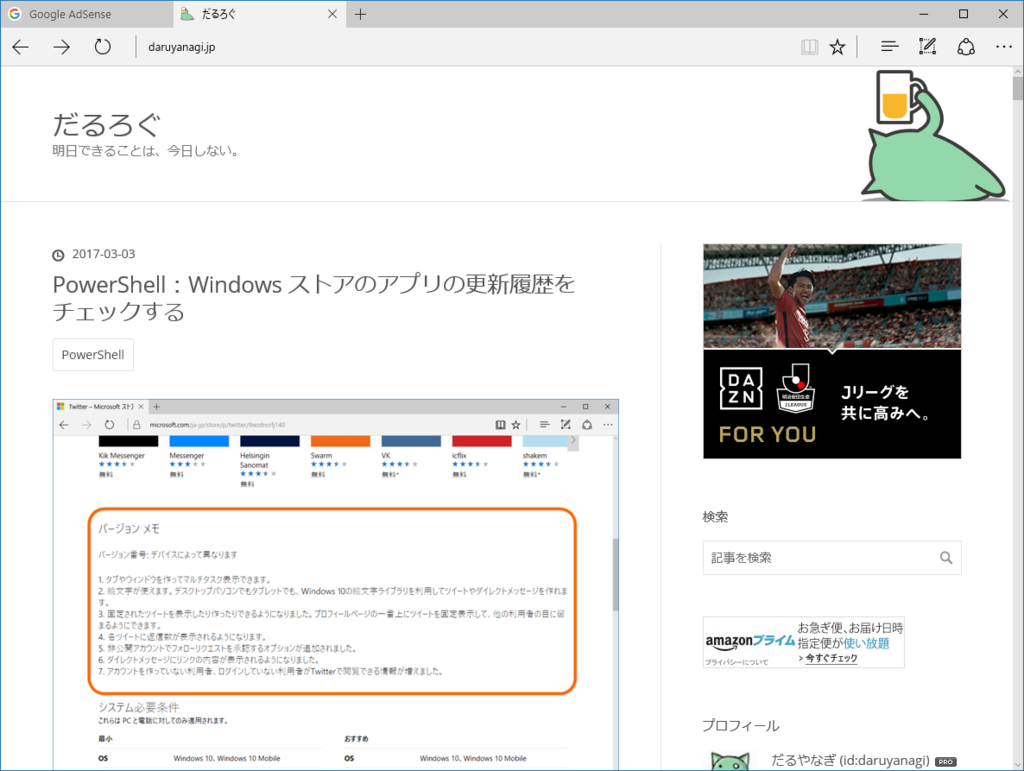 Google AdSense
だるろぐ
daruyanagi.jp
だるろぐ
明日できることは、今日しない。
2017-03-03
PowerShell：Windows ストアのアプリの更新履歴を
チェックする
PowerShell
Twitter – Microsoft ストア
microsoft.com/ja-jp/store/p/twitter/9wzdncrfj140
Kik Messenger
無料
Messenger
無料
Helsingin
Sanomat
無料
Swarm
無料
VK
無料*
icflix
無料
shakem
無料*
バージョン メモ
バージョン番号; デバイスによって異なります
1. タブやウィンドウを作ってマルチタスク表示できます。
2. 絵文字が使えます。デスクトップパソコンでもタブレットでも、Windows 10の絵文字ライブラリを利用してツイートやダイレクトメッセージを作れま
す。
3. 固定されたツイートを表示したり作ったりできるようになりました。プロフィールページの一番上にツイートを固定表示して、他の利用者の目に留
まるようにできます。
4. 各ツイートに返信数が表示されるようになります。
5. 非公開アカウントでフォローリクエストを承認するオプションが追加されました。
6. ダイレクトメッセージにリンクの内容が表示されるようになりました。
7. アカウントを作っていない利用者、ログインしていない利用者がTwitterで閲覧できる情報が増えました。
システム必要条件
これらは PC と電話に対してのみ適用されます。
最小
おすすめ
OS Windows 10、Windows 10 Mobile
OS Windows 10、Windows 10 Mobile
DAZN
明治安田生命
J.LEAGUE
Jリーグを
共に高みへ。
FOR YOU
検索
記事を検索
amazonプライム
お急ぎ便、お届け日時
指定便が使い放題
プライバシーについて
› 今すぐチェック
プロフィール
だるやなぎ (id:daruyanagi) PRO